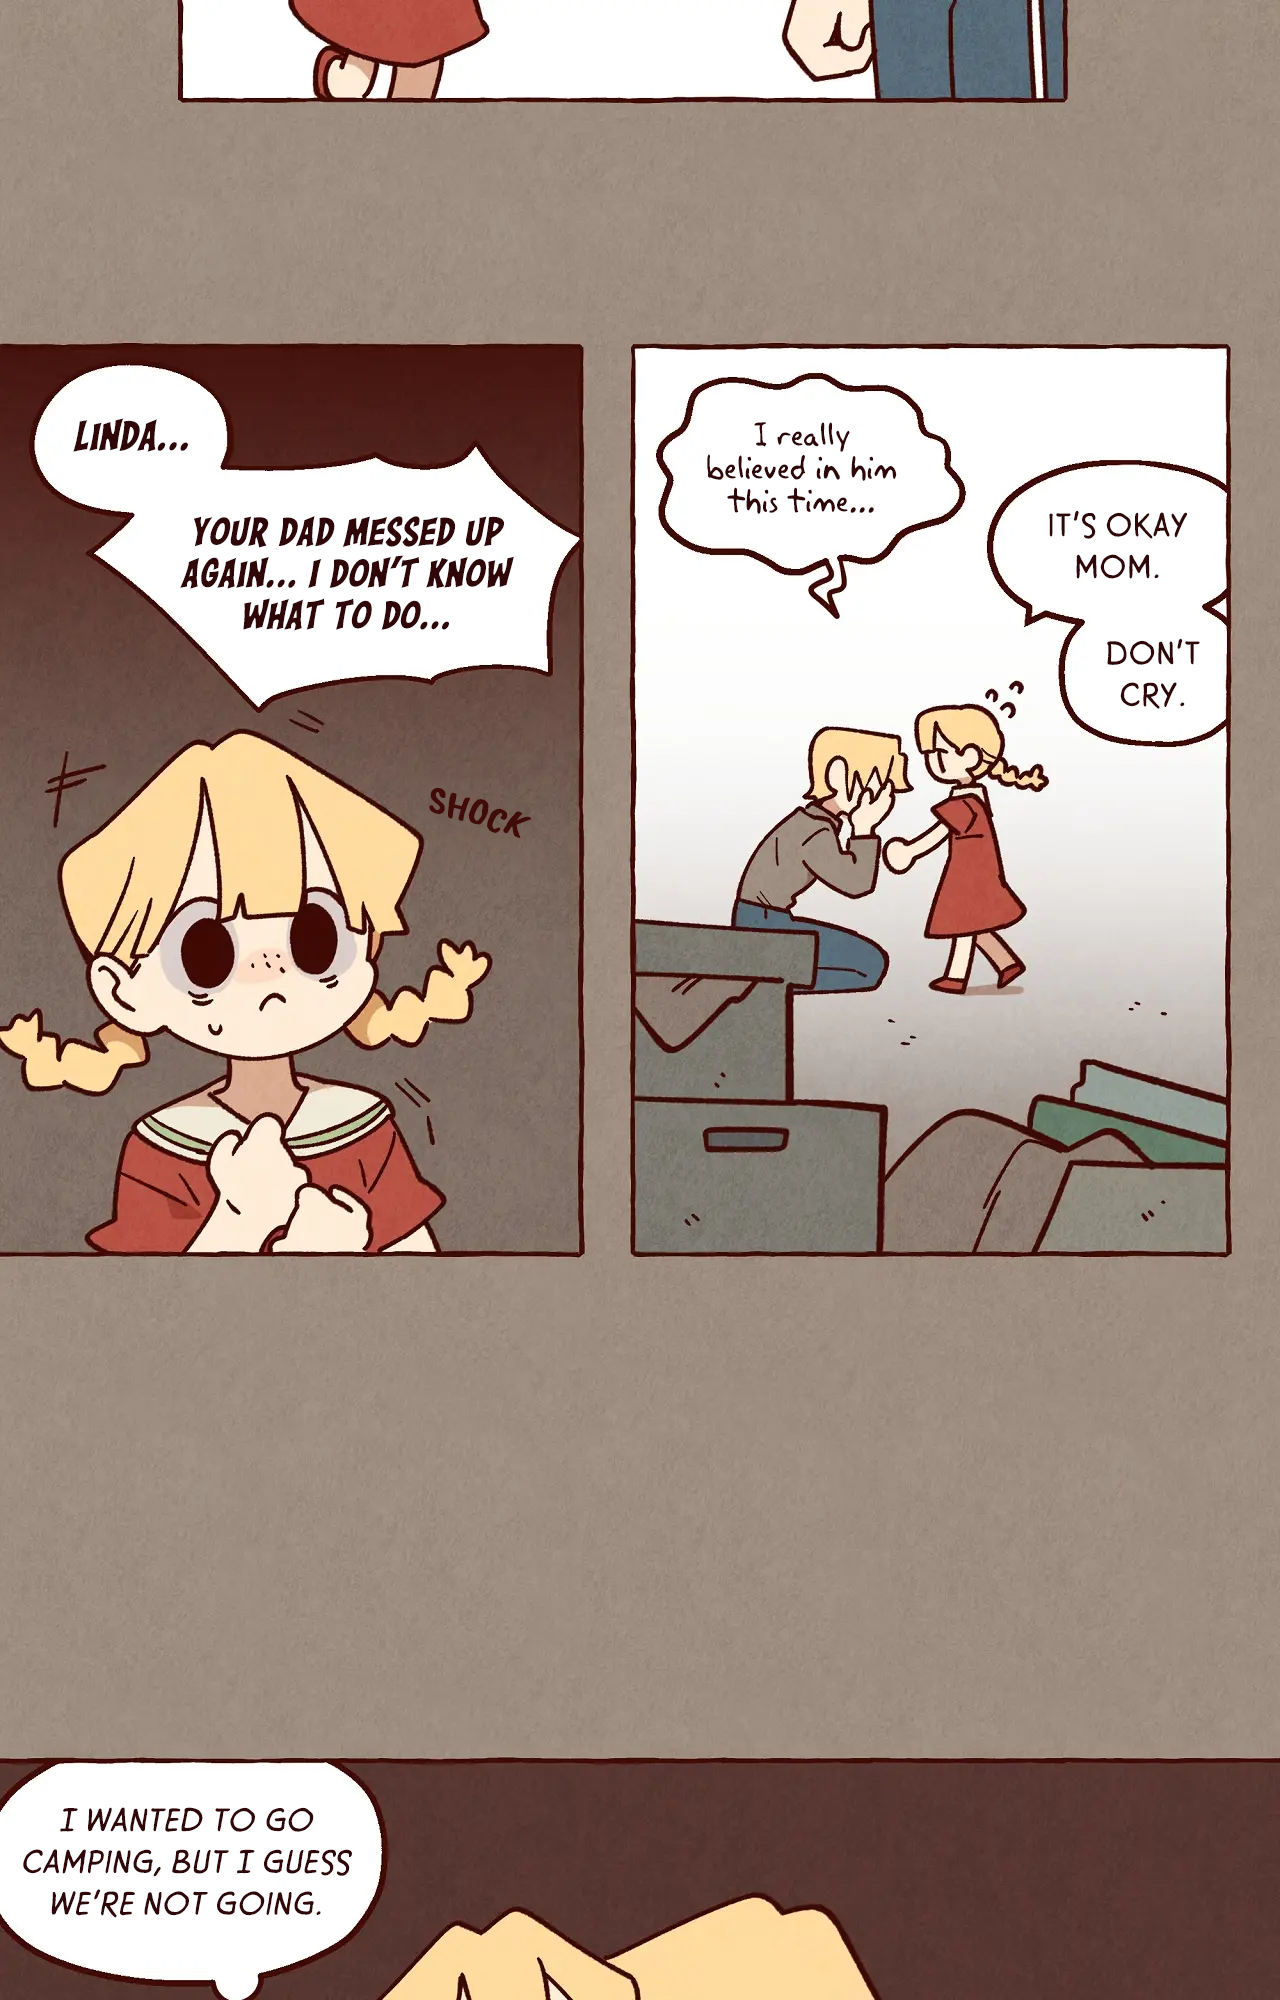 LINDA...
YOUR DAD MESSED UP
AGAIN... I DON'T KNOW
WHAT TO DO...
SHOCK
I really
believed in him
this time...
IT'S OKAY
MOM.
DON'T
CRY.
I WANTED TO GO
CAMPING, BUT I GUESS
WE'RE NOT GOING.